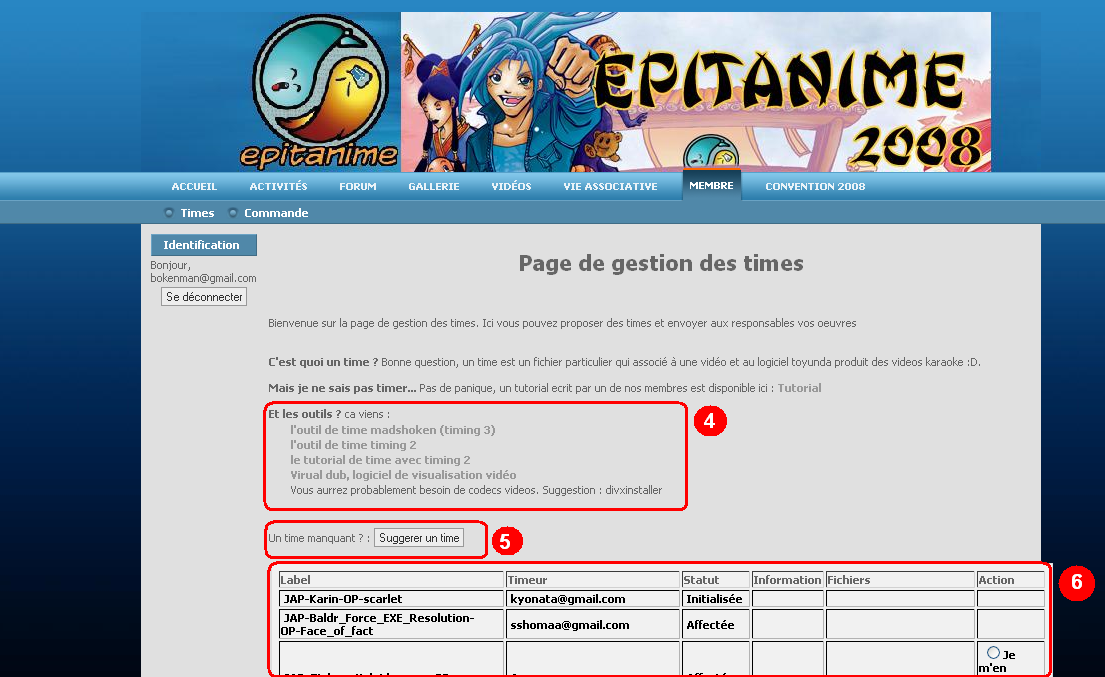 epitanime
EPITANIME
2008
ACCUEIL ACTIVITÉS FORUM GALLERIE VIDÉOS VIE ASSOCIATIVE MEMBRE CONVENTION 2008
Times Commande
Identification
Bonjour,
bokenman@gmail.com
Se déconnecter
Page de gestion des times
Bienvenue sur la page de gestion des times. Ici vous pouvez proposer des times et envoyer aux responsables vos oeuvres
C'est quoi un time ? Bonne question, un time est un fichier particulier qui associé à une vidéo et au logiciel toyunda produit des videos karaoke :D.
Mais je ne sais pas timer... Pas de panique, un tutorial ecrit par un de nos membres est disponible ici : Tutorial
Et les outils ? ca viens :
4
l'outil de time madshoken (timing 3)
l'outil de time timing 2
le tutorial de time avec timing 2
Virual dub, logiciel de visualisation vidéo
Vous aurrez probablement besoin de codecs videos. Suggestion : divxinstaller
Un time manquant ? : Suggerer un time
5
6
Label Timeur Statut Information Fichiers Action
JAP-Karin-OP-scarlet kyonata@gmail.com Initialisée
JAP-Baldr_Force_EXE_Resolution-
OP-Face_of_fact sshomaa@gmail.com Affectée
Je
m'en